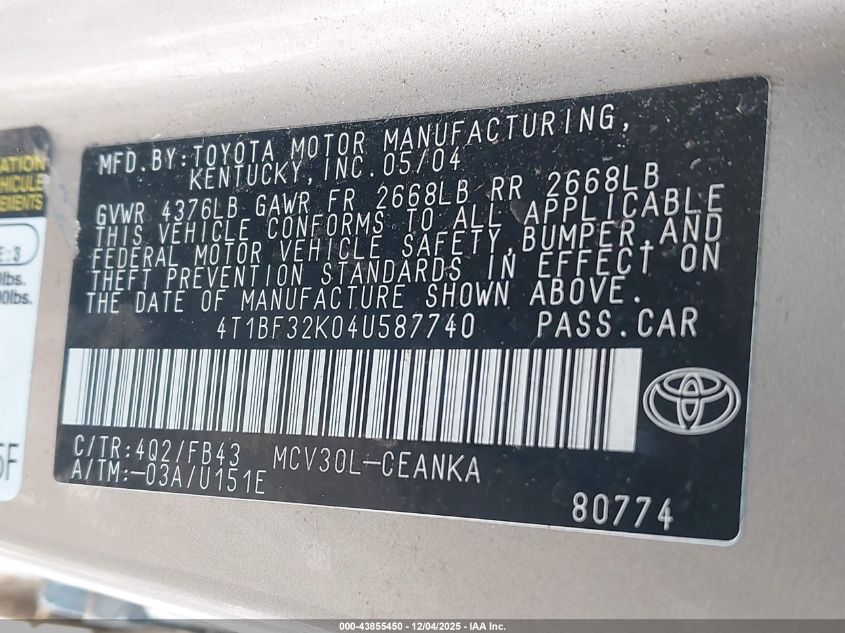 MFD.BY:TOYOTA MOTOR MANUFACTURING,
KENTUCKY, INC.05/04
GVWR 4376LB GAWR FR 2668LB RR 2668LB
THIS VEHICLE CONFORMS TO ALL APPLICABLE
FEDERAL MOTOR VEHICLE SAFETY,BUMPER,AND
THEFT PREVENTION STANDARDS IN EFFECT ON
THE DATE OF MANUFACTURE SHOWN ABOVE.
4T1BF32K04U587740 PASS.CAR
C/TR:4Q2/FB43 MCV30L-CEANKA
A/TM:-03A/U151E
80774
VEHICULE
lbs.
000-43855450 - 12/04/2025 - IAA Inc.